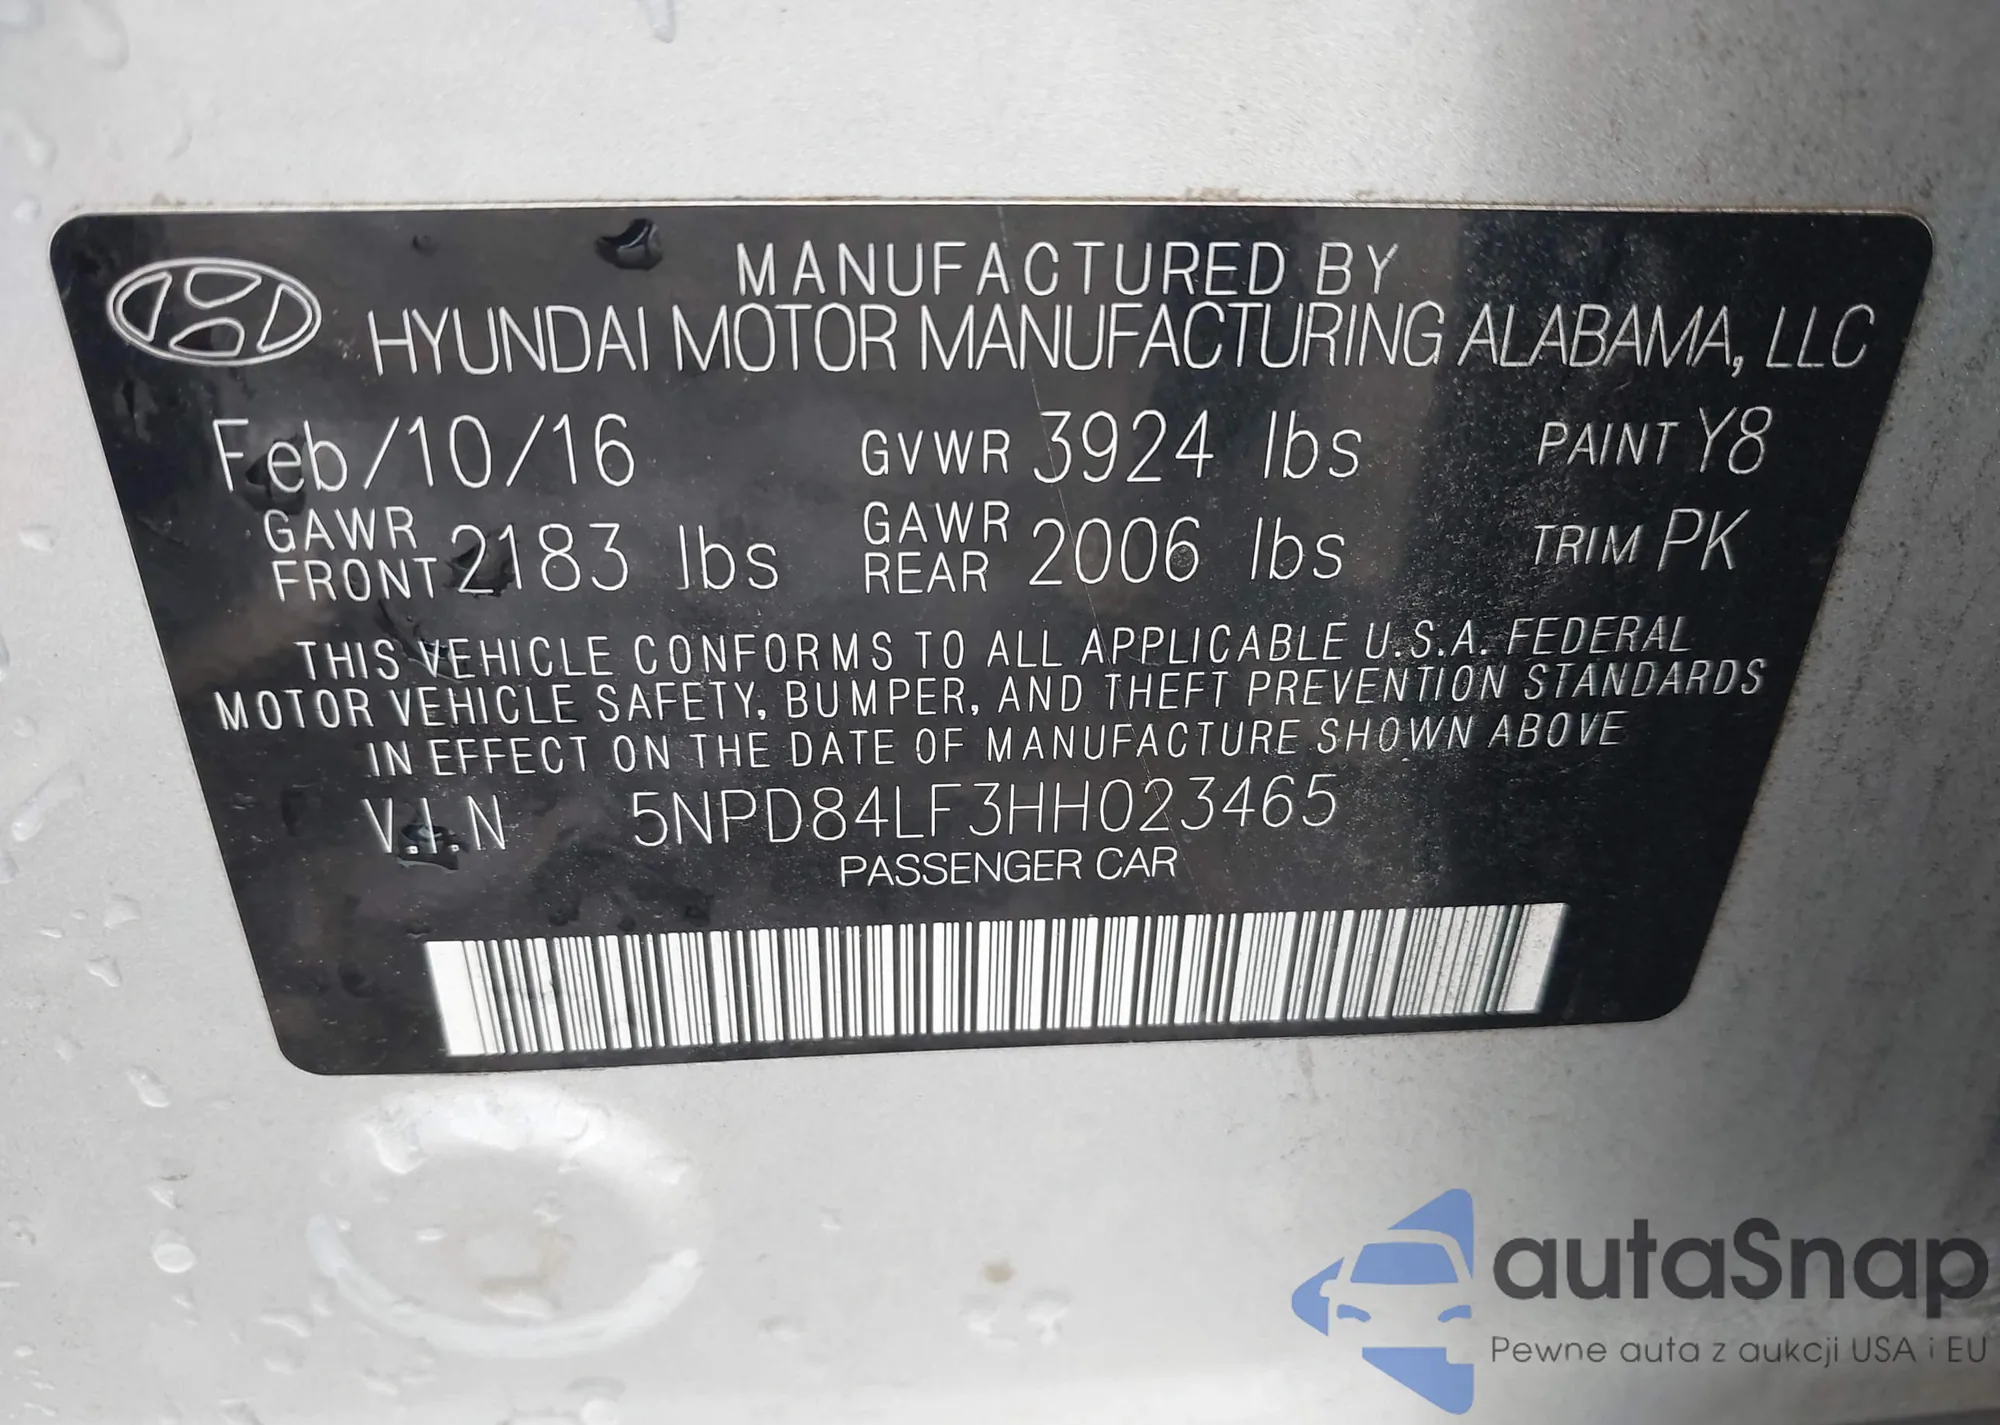 MANUFACTURED BY
HYUNDAI MOTOR MANUFACTURING ALABAMA, LLC
Feb/10/16 GVWR 3924 lbs PAINT Y8
GAWR FRONT 2183 lbs GAWR REAR 2006 lbs TRIM PK
THIS VEHICLE CONFORMS TO ALL APPLICABLE U.S.A. FEDERAL
MOTOR VEHICLE SAFETY, BUMPER, AND THEFT PREVENTION STANDARDS
IN EFFECT ON THE DATE OF MANUFACTURE SHOWN ABOVE
V.I.N 5NPD84LF3HH023465
PASSENGER CAR
autaSnap
Pewne auta z aukcji USA i EU